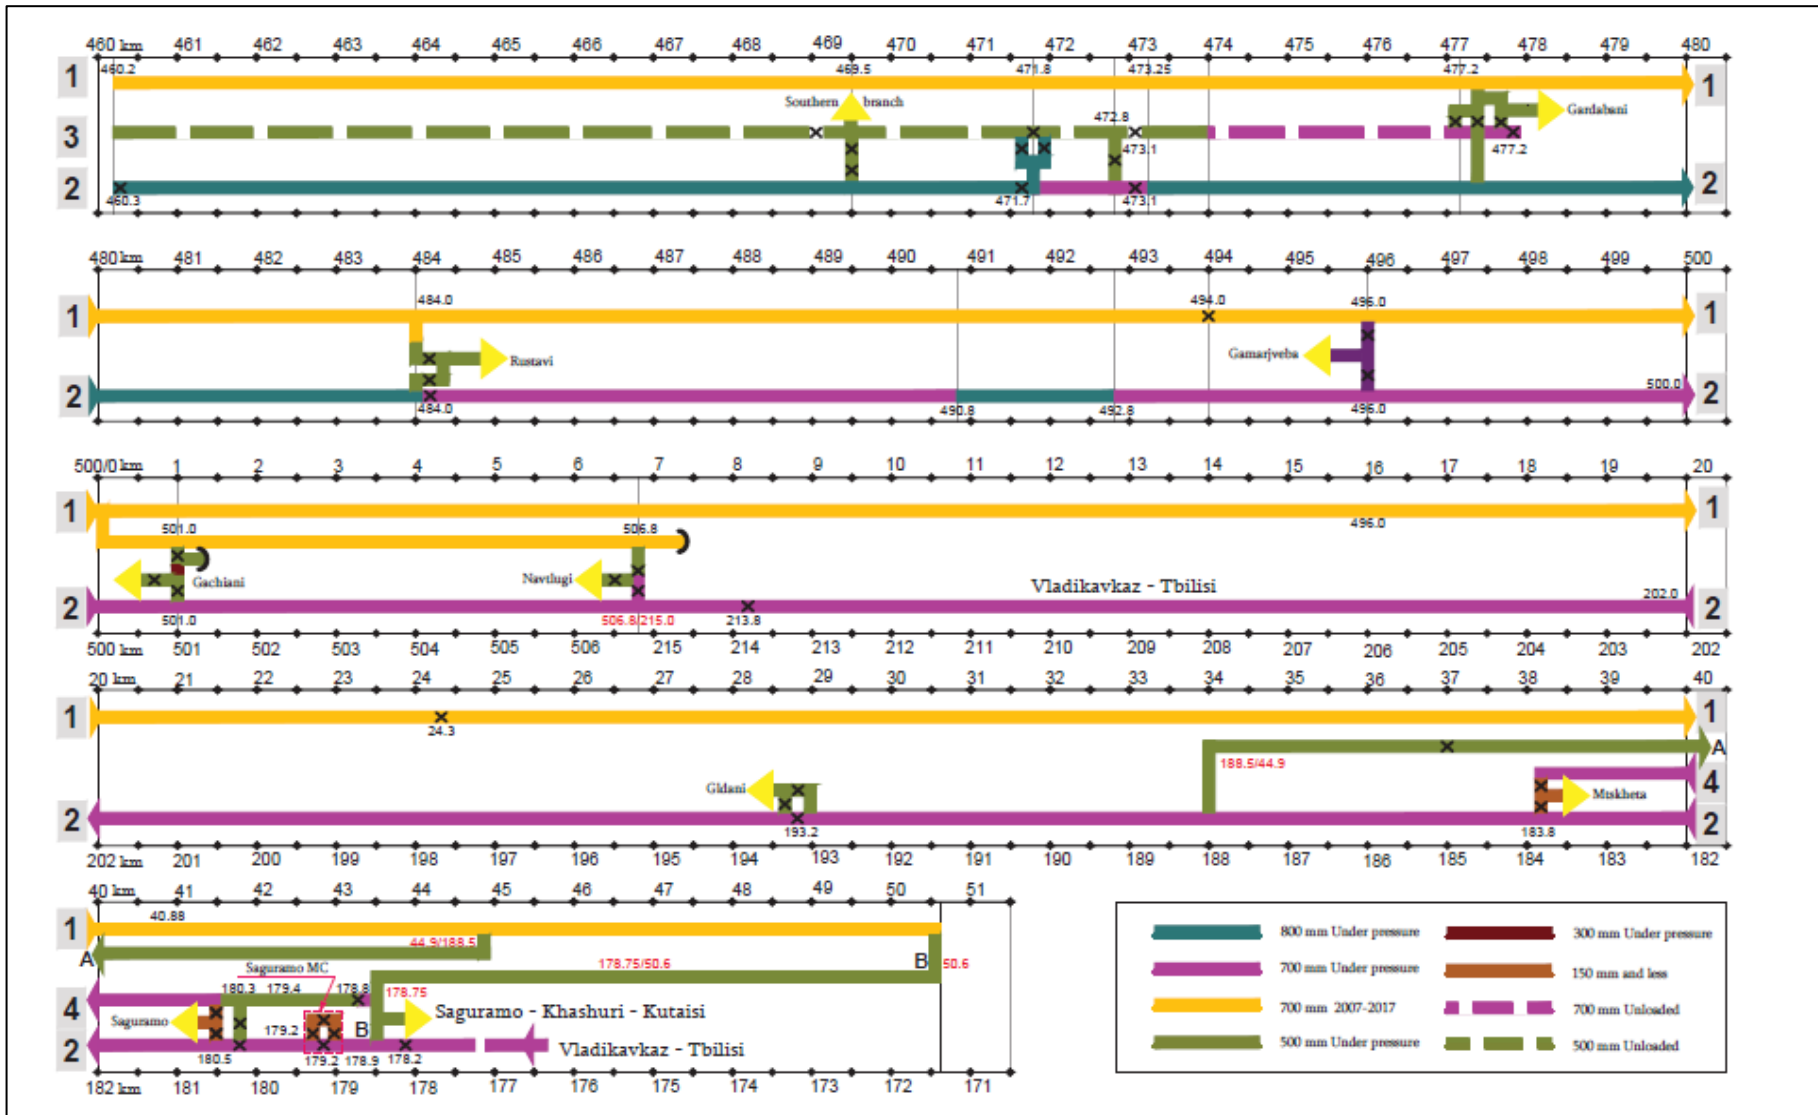 460 km 461 462 463 464 465 466 467 468 469 470 471 472 473 474 475 476 477 478 479 480
1 460.2 469.5 471.8 473.25 477.2 1
Southern branch Gardabani
3 472.8 473.1 477.2
2 460.3 471.7 473.1 2
480 km 481 482 483 484 485 486 487 488 489 490 491 492 493 494 495 496 497 498 499 500
1 484.0 494.0 496.0 1
Rustavi Gamarjveba
2 484.0 490.8 492.8 496.0 500.0 2
500/0 km 1 2 3 4 5 6 7 8 9 10 11 12 13 14 15 16 17 18 19 20
1 501.0 506.8 496.0 1
Gachiani Navtlugi Vladikavkaz - Tbilisi
2 501.0 506.8/215.0 213.8 202.0 2
500 km 501 502 503 504 505 506 215 214 213 212 211 210 209 208 207 206 205 204 203 202
20 km 21 22 23 24 25 26 27 28 29 30 31 32 33 34 35 36 37 38 39 40
1 24.3 1
188.5/44.9 A
Gldani Mtskheta 4
2 193.2 183.8 2
202 km 201 200 199 198 197 196 195 194 193 192 191 190 189 188 187 186 185 184 183 182
40 km 41 42 43 44 45 46 47 48 49 50 51
1 40.88
A 44.9/188.5
Saguramo MC 178.75/50.6 B 50.6
4 180.3 179.4 178.8 178.75
Saguramo 179.2 B Saguramo - Khashuri - Kutaisi
2 180.5 179.2 178.9 178.2 Vladikavkaz - Tbilisi
182 km 181 180 179 178 177 176 175 174 173 172 171
800 mm Under pressure
700 mm Under pressure
700 mm 2007-2017
500 mm Under pressure
300 mm Under pressure
150 mm and less
700 mm Unloaded
500 mm Unloaded